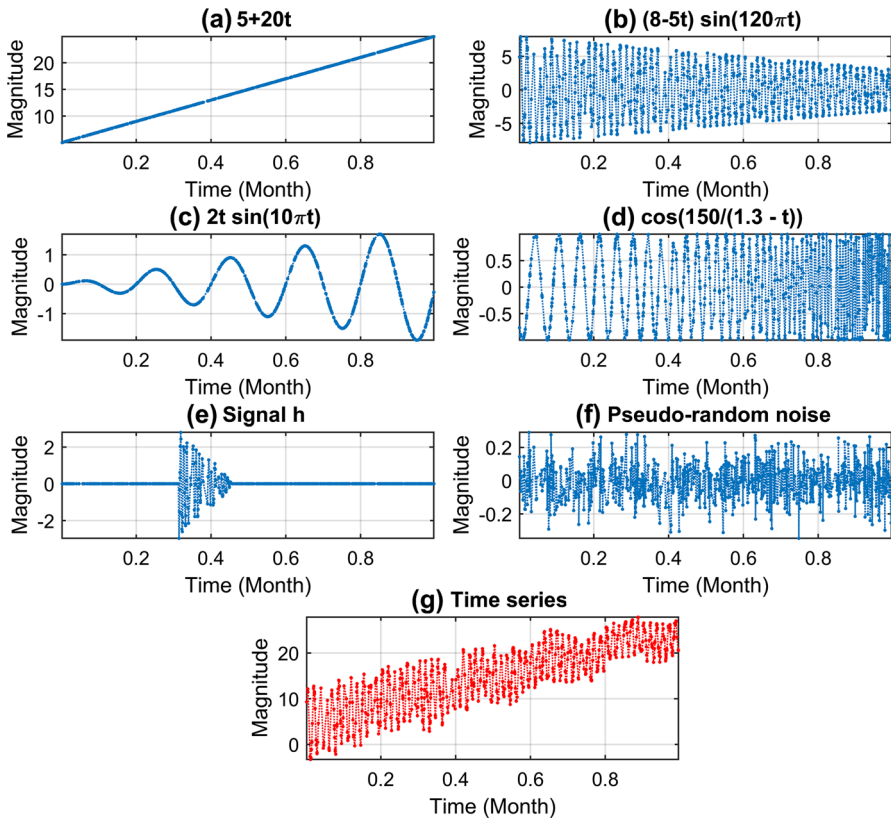 (a) 5+20t
Magnitude
20
15
10
0.2 0.4 0.6 0.8
Time (Month)
(b) (8-5t) sin(120πt)
Magnitude
5
0
-5
0.2 0.4 0.6 0.8
Time (Month)
(c) 2t sin(10πt)
Magnitude
1
0
-1
0.2 0.4 0.6 0.8
Time (Month)
(d) cos(150/(1.3 - t))
Magnitude
0.5
0
-0.5
0.2 0.4 0.6 0.8
Time (Month)
(e) Signal h
Magnitude
2
0
-2
0.2 0.4 0.6 0.8
Time (Month)
(f) Pseudo-random noise
Magnitude
0.2
0
-0.2
0.2 0.4 0.6 0.8
Time (Month)
(g) Time series
Magnitude
20
10
0
0.2 0.4 0.6 0.8
Time (Month)